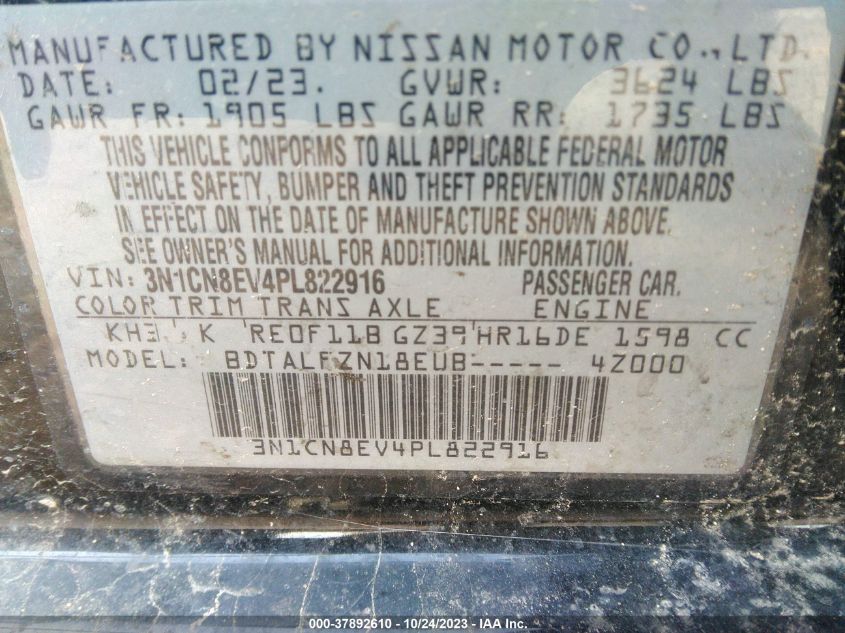 MANUFACTURED BY NISSAN MOTOR CO., LTD.
DATE: 02/23. GVWR: 3624 LBS
GAWR FR: 1905 LBS GAWR RR: 1735 LBS
THIS VEHICLE CONFORMS TO ALL APPLICABLE FEDERAL MOTOR
VEHICLE SAFETY, BUMPER AND THEFT PREVENTION STANDARDS
IN EFFECT ON THE DATE OF MANUFACTURE SHOWN ABOVE.
SEE OWNER'S MANUAL FOR ADDITIONAL INFORMATION.
VIN: 3N1CN8EV4PL822916 PASSENGER CAR.
COLOR TRIM TRANS AXLE ENGINE
KH3 K RE0F11B GZ39 HR16DE 1598 CC
MODEL: BDTALFZN18EUB----- 4Z000
3N1CN8EV4PL822916
000-37892610 - 10/24/2023 - IAA Inc.